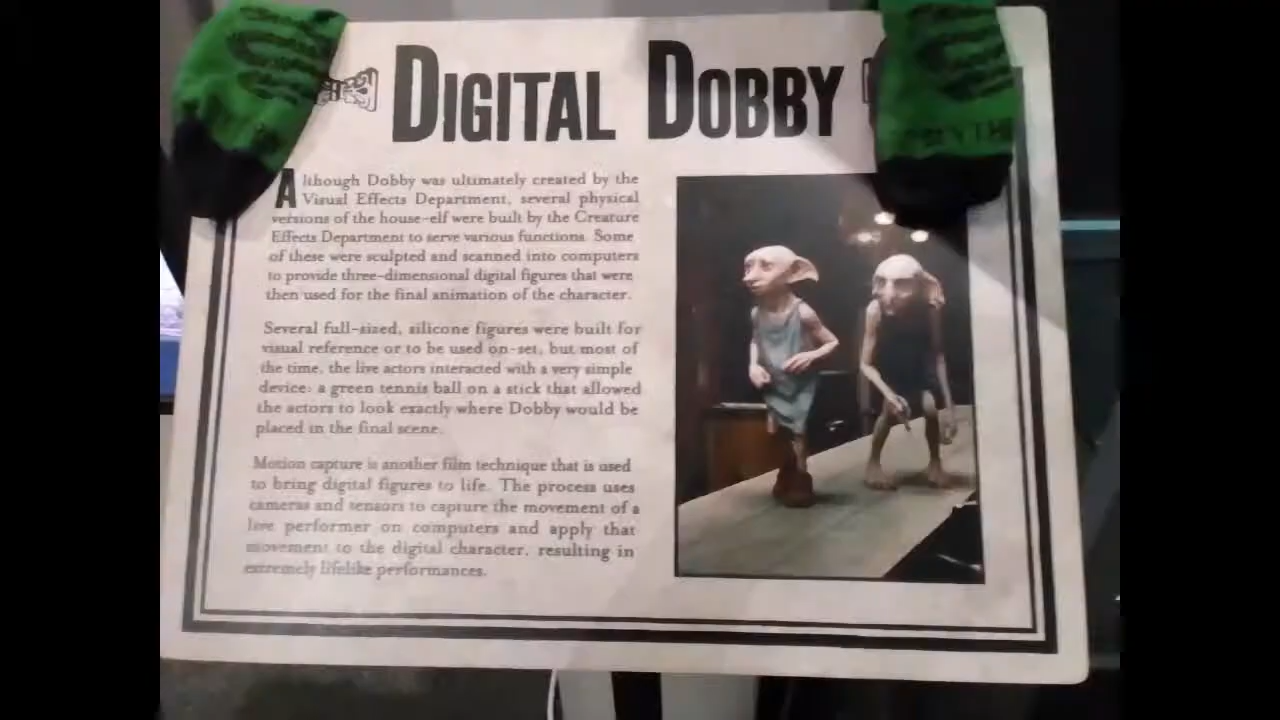 DIGITAL DOBBY
Although Dobby was ultimately created by the
Visual Effects Department, several physical
versions of the house-elf were built by the Creature
Effects Department to serve various functions. Some
of these were sculpted and scanned into computers
to provide three-dimensional digital figures that were
then used for the final animation of the character.
Several full-sized, silicone figures were built for
visual reference or to be used on-set, but most of
the time, the live actors interacted with a very simple
device: a green tennis ball on a stick that allowed
the actors to look exactly where Dobby would be
placed in the final scene.
Motion capture is another film technique that is used
to bring digital figures to life. The process uses
cameras and sensors to capture the movement of a
live performer on computers and apply that
movement to the digital character, resulting in
extremely lifelike performances.